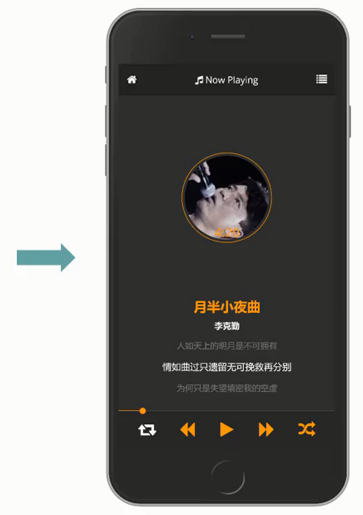 Now Playing
月半小夜曲
李克勤
人如天上的明月是不可拥有
情如曲过只遗留无可挽救再分别
为何只是失望填密我的空虚